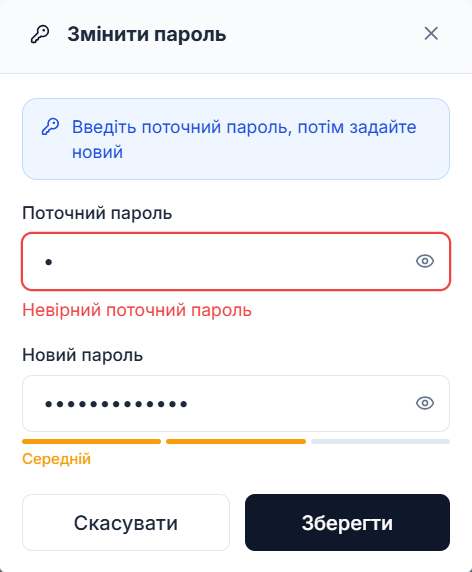 Змінити пароль
Введіть поточний пароль, потім задайте
новий
Поточний пароль
•
Невірний поточний пароль
Новий пароль
•••••••••••••
Середній
Скасувати
Зберегти